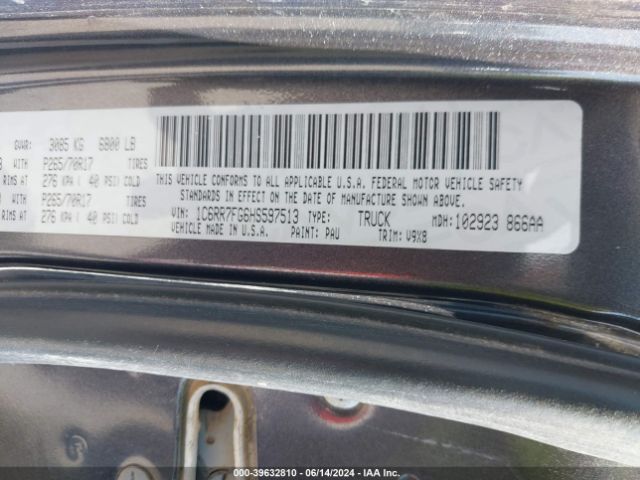 GVWR: 3085 KG 6800 LB
WITH P265/70R17 TIRES
RIMS AT 276 KPA ( 40 PSI) COLD
WITH P265/70R17 TIRES
RIMS AT 276 KPA ( 40 PSI) COLD
THIS VEHICLE CONFORMS TO ALL APPLICABLE U.S.A. FEDERAL MOTOR VEHICLE SAFETY
STANDARDS IN EFFECT ON THE DATE OF MANUFACTURE SHOWN ABOVE.
VIN: 1C6RR7FG6HS597513 TYPE: TRUCK MDH: 102923 866AA
VEHICLE MADE IN U.S.A. PAINT: PAU TRIM: V9X8
000-39632810 - 06/14/2024 - IAA Inc.